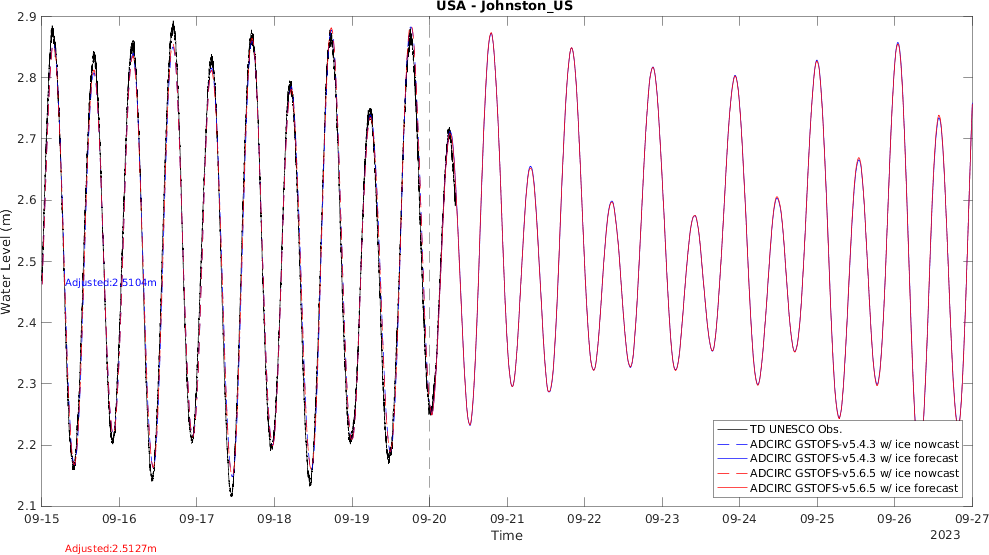 USA - Johnston_US
2.9
2.8
2.7
2.6
2.5
2.4
2.3
2.2
2.1
Water Level (m)
Adjusted:2.5104m
TD UNESCO Obs.
ADCIRC GSTOFS-v5.4.3 w/ ice nowcast
ADCIRC GSTOFS-v5.4.3 w/ ice forecast
ADCIRC GSTOFS-v5.6.5 w/ ice nowcast
ADCIRC GSTOFS-v5.6.5 w/ ice forecast
09-15 09-16 09-17 09-18 09-19 09-20 09-21 09-22 09-23 09-24 09-25 09-26 09-27
Time
2023
Adjusted:2.5127m